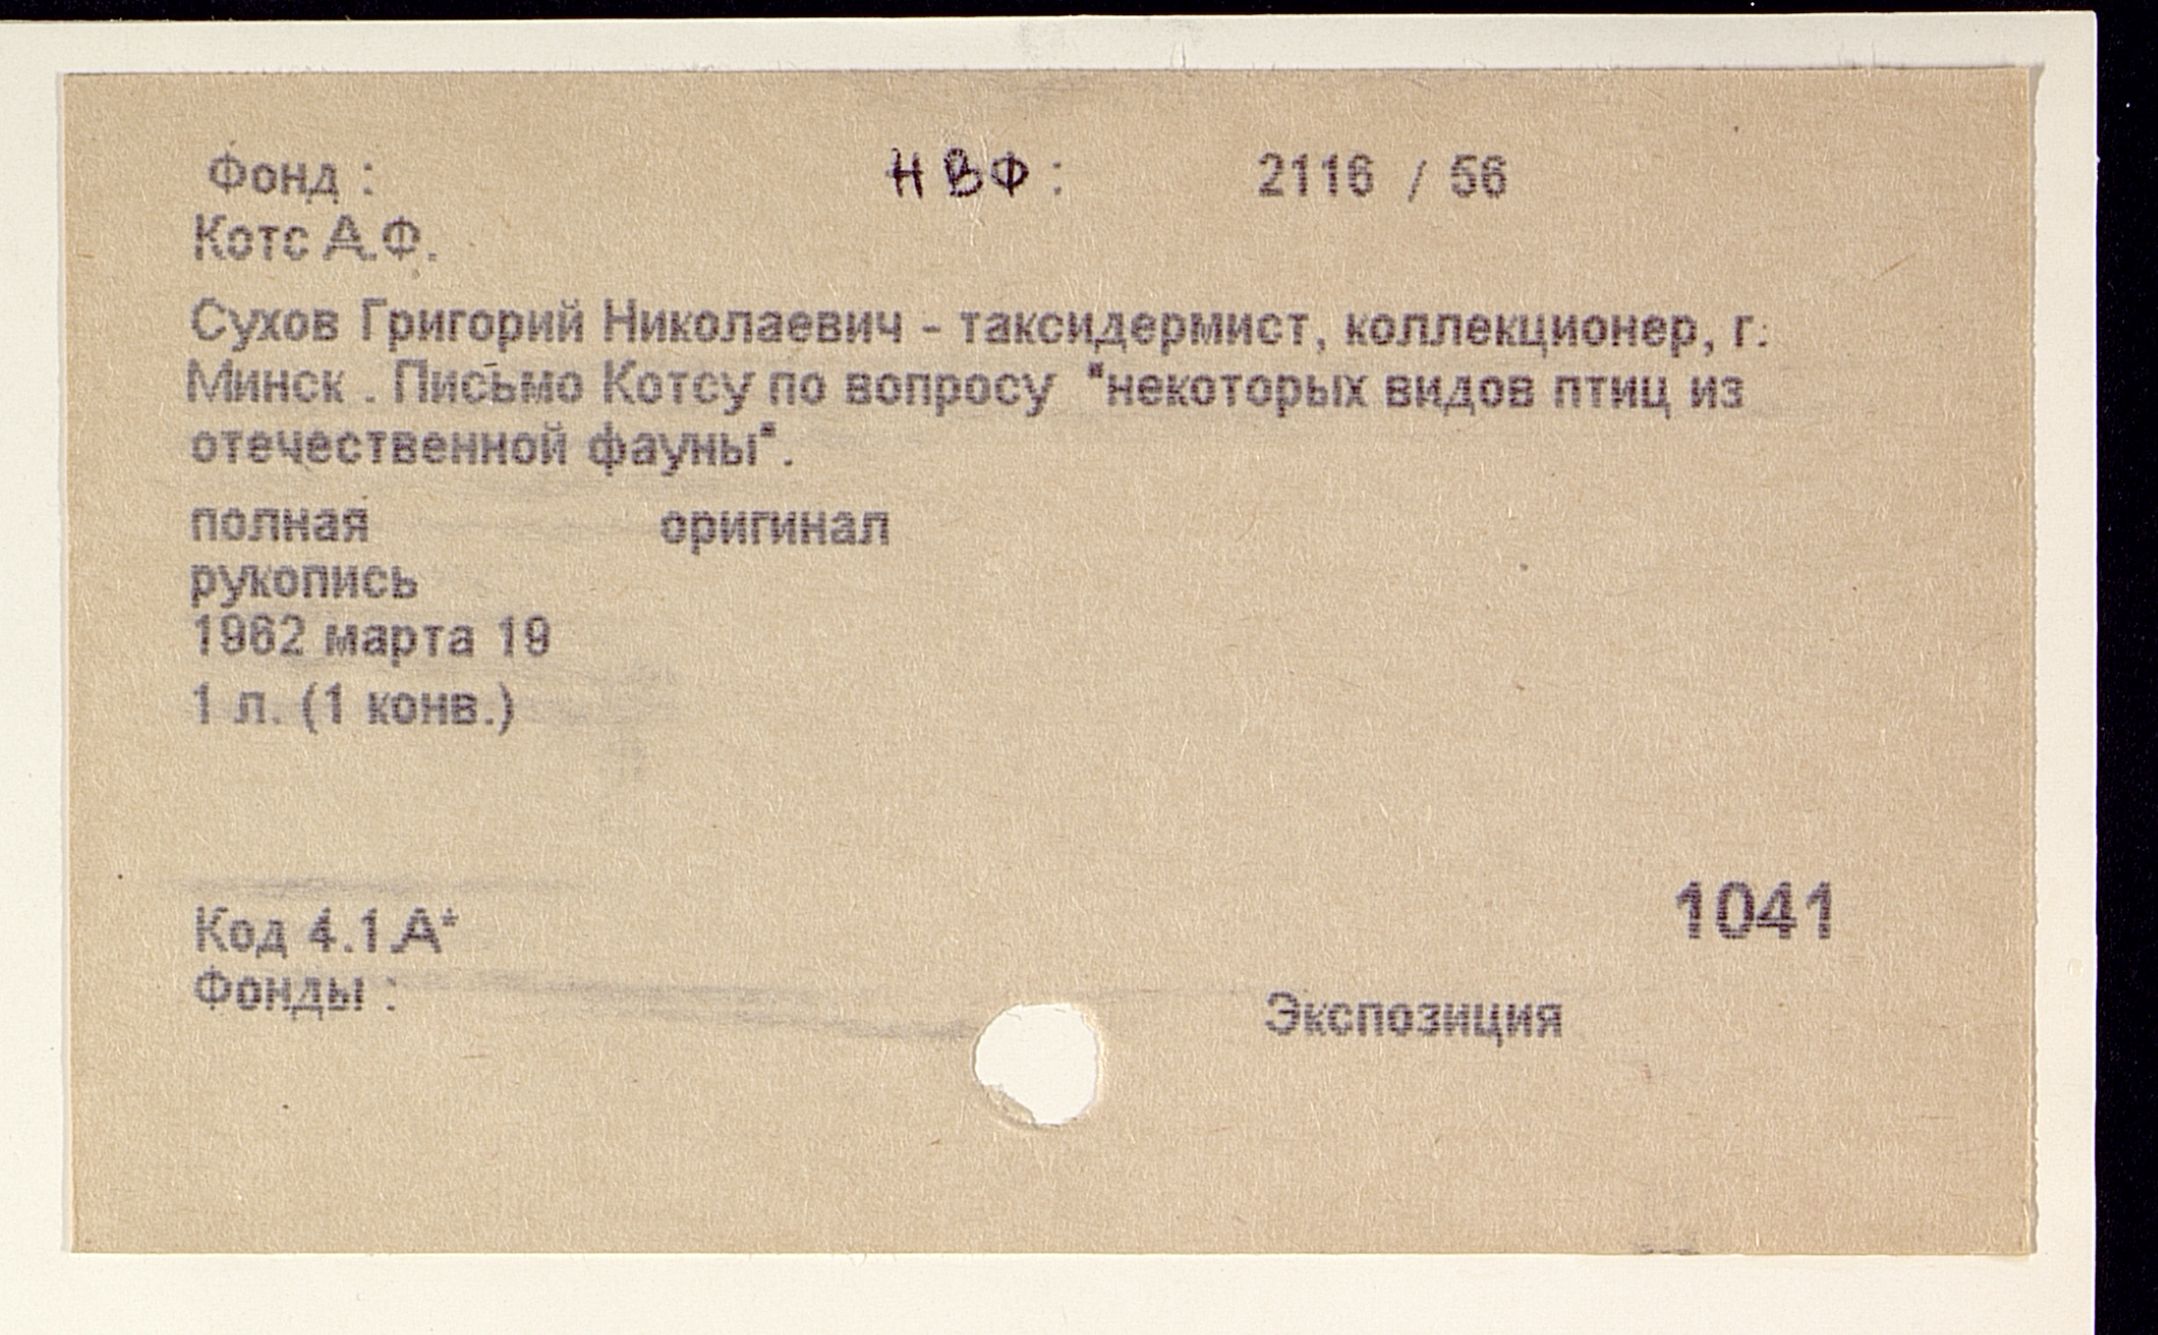 Фонд : НВФ : 2116 / 56
Котс А.Ф.
Сухов Григорий Николаевич - таксидермист, коллекционер, г.
Минск . Письмо Котсу по вопросу "некоторых видов птиц из
отечественной фауны".
полная оригинал
рукопись
1962 марта 19
1 л. (1 конв.)
1041
Код 4.1.А*
Фонды :
Экспозиция